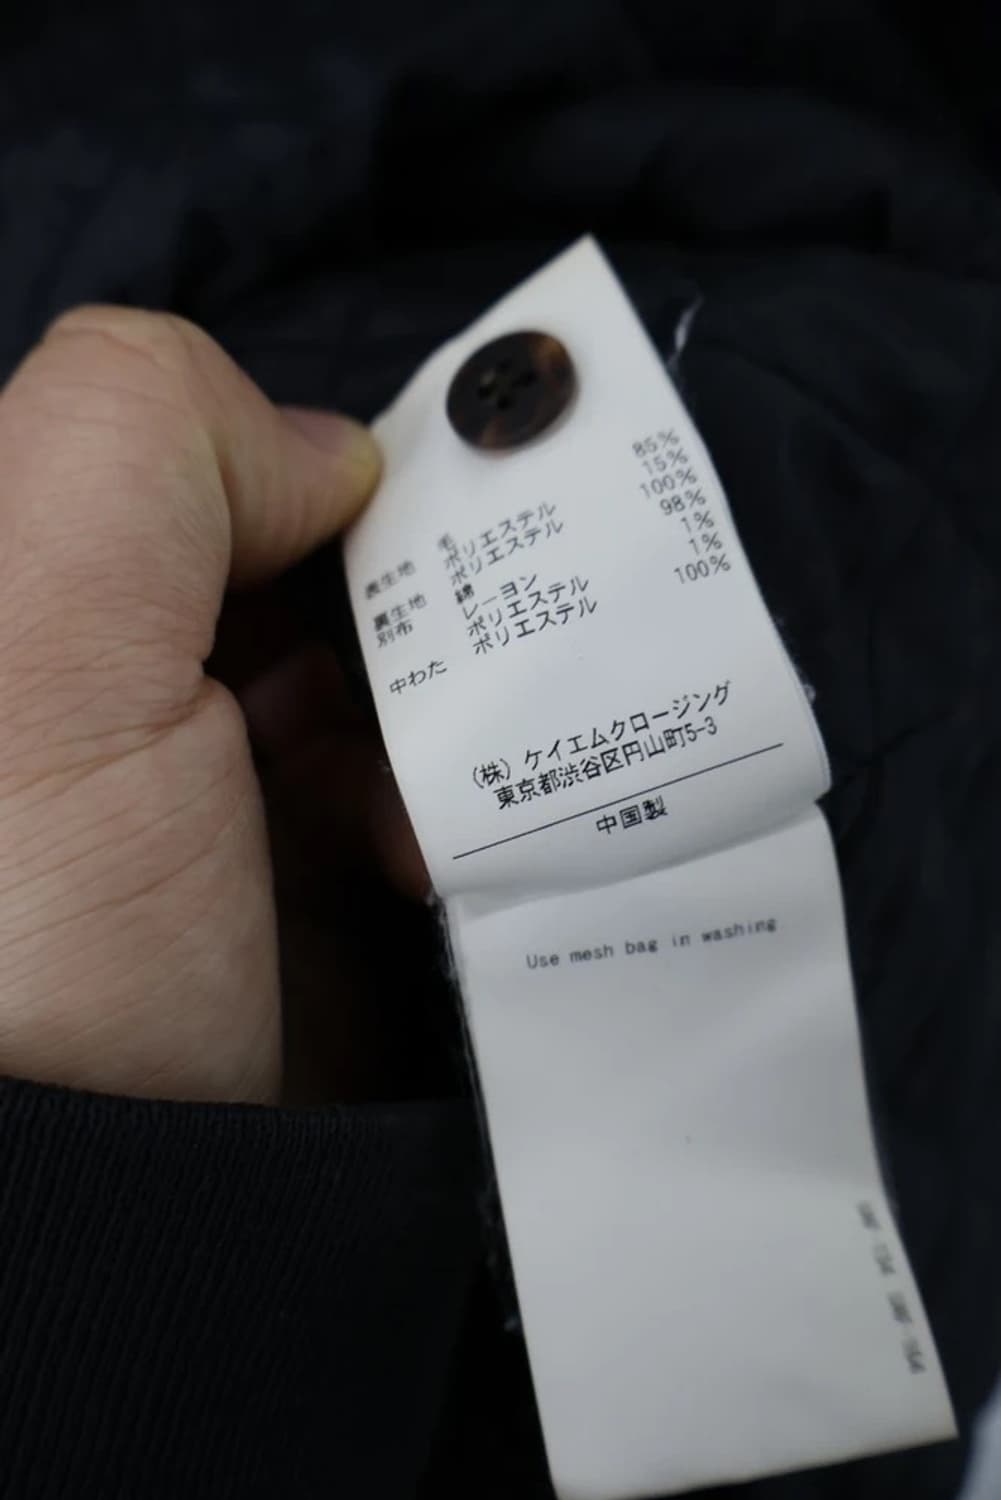 表生地 毛 85%
ポリエステル 15%
裏生地 ポリエステル 100%
別布 綿 98%
レーヨン 1%
ポリエステル 1%
中わた ポリエステル 100%
(株)ケイエムクロージング
東京都渋谷区円山町5-3
中国製
Use mesh bag in washing